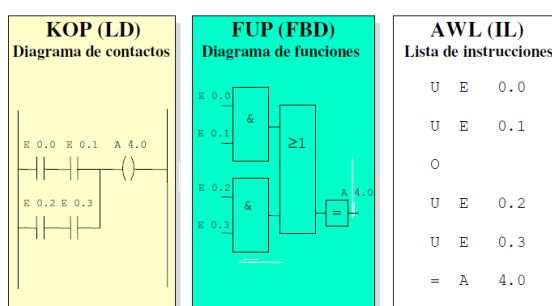 KOP (LD)
Diagrama de contactos
E 0.0 E 0.1 A 4.0
( )
E 0.2 E 0.3
FUP (FBD)
Diagrama de funciones
E 0.0
&
E 0.1
≥1
E 0.2
A 4.0
&
=
E 0.3
AWL (IL)
Lista de instrucciones
U E 0.0
U E 0.1
O
U E 0.2
U E 0.3
= A 4.0